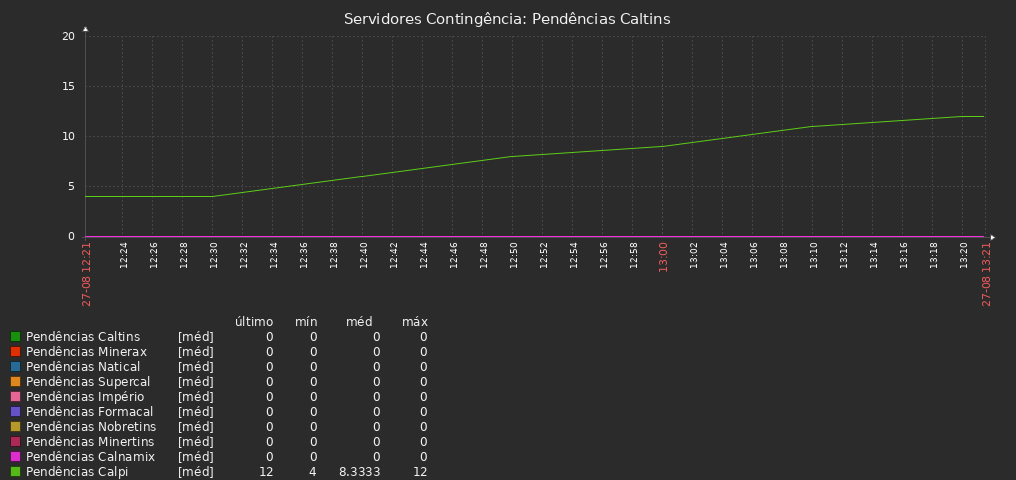 Servidores Contingência: Pendências Caltins
20
15
10
5
0
27-08 12:21 12:24 12:26 12:28 12:30 12:32 12:34 12:36 12:38 12:40 12:42 12:44 12:46 12:48 12:50 12:52 12:54 12:56 12:58 13:00 13:02 13:04 13:06 13:08 13:10 13:12 13:14 13:16 13:18 13:20 27-08 13:21
último mín méd máx
Pendências Caltins [méd] 0 0 0 0
Pendências Minerax [méd] 0 0 0 0
Pendências Natical [méd] 0 0 0 0
Pendências Supercal [méd] 0 0 0 0
Pendências Império [méd] 0 0 0 0
Pendências Formacal [méd] 0 0 0 0
Pendências Nobretins [méd] 0 0 0 0
Pendências Minertins [méd] 0 0 0 0
Pendências Calnamix [méd] 0 0 0 0
Pendências Calpi [méd] 12 4 8.3333 12